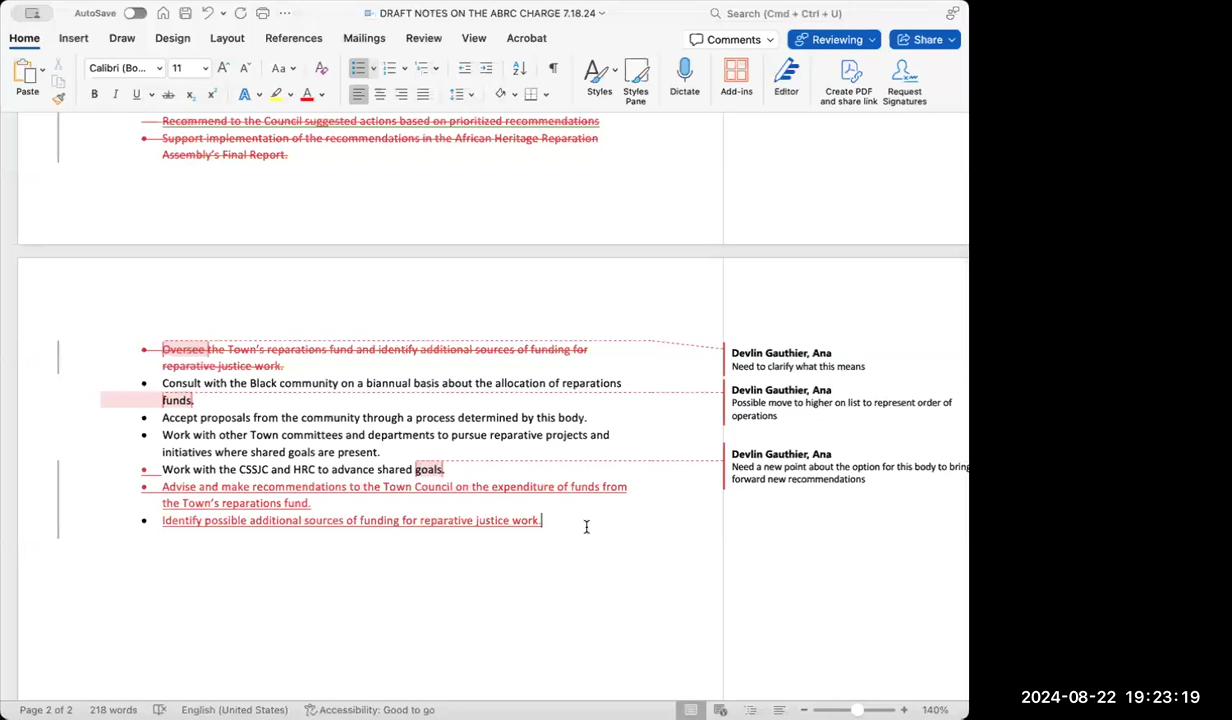 AutoSave
DRAFT NOTES ON THE ABRC CHARGE 7.18.24
Search (Cmd + Ctrl + U)
Home Insert Draw Design Layout References Mailings Review View Acrobat
Comments Reviewing Share
Paste
Calibri (Bo... 11
Styles Styles Pane Dictate Add-ins Editor Create PDF and share link Request Signatures
Recommend to the Council suggested actions based on prioritized recommendations
• Support implementation of the recommendations in the African Heritage Reparation
Assembly's Final Report.
• Oversee the Town's reparations fund and identify additional sources of funding for
reparative justice work.
• Consult with the Black community on a biannual basis about the allocation of reparations
funds.
• Accept proposals from the community through a process determined by this body.
• Work with other Town committees and departments to pursue reparative projects and
initiatives where shared goals are present.
• Work with the CSSJC and HRC to advance shared goals.
• Advise and make recommendations to the Town Council on the expenditure of funds from
the Town's reparations fund.
• Identify possible additional sources of funding for reparative justice work.
Devlin Gauthier, Ana
Need to clarify what this means
Devlin Gauthier, Ana
Possible move to higher on list to represent order of
operations
Devlin Gauthier, Ana
Need a new point about the option for this body to bring
forward new recommendations
Page 2 of 2 218 words English (United States) Accessibility: Good to go 140%
2024-08-22 19:23:19